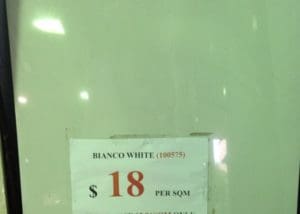 BIANCO WHITE (100575)
$ 18 PER SQM